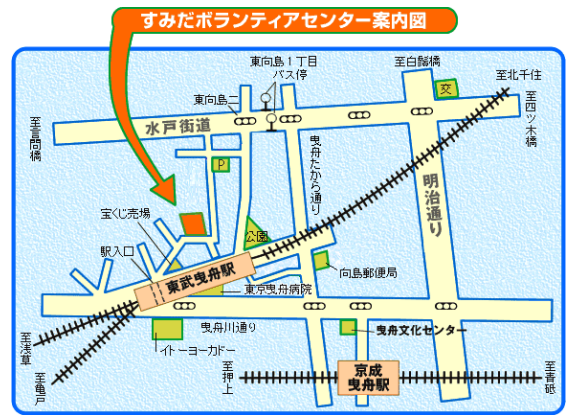 すみだボランティアセンター案内図
東向島1丁目
バス停
至白鬚橋
至北千住
交
東向島二
至言問橋
水戸街道
至四ツ木橋
P
曳舟たから通り
明治通り
宝くじ売場
公園
駅入口
東武曳舟駅
向島郵便局
東京曳舟病院
曳舟川通り
曳舟文化センター
至浅草
イトーヨーカドー
至亀戸
至押上
京成
曳舟駅
至青砥